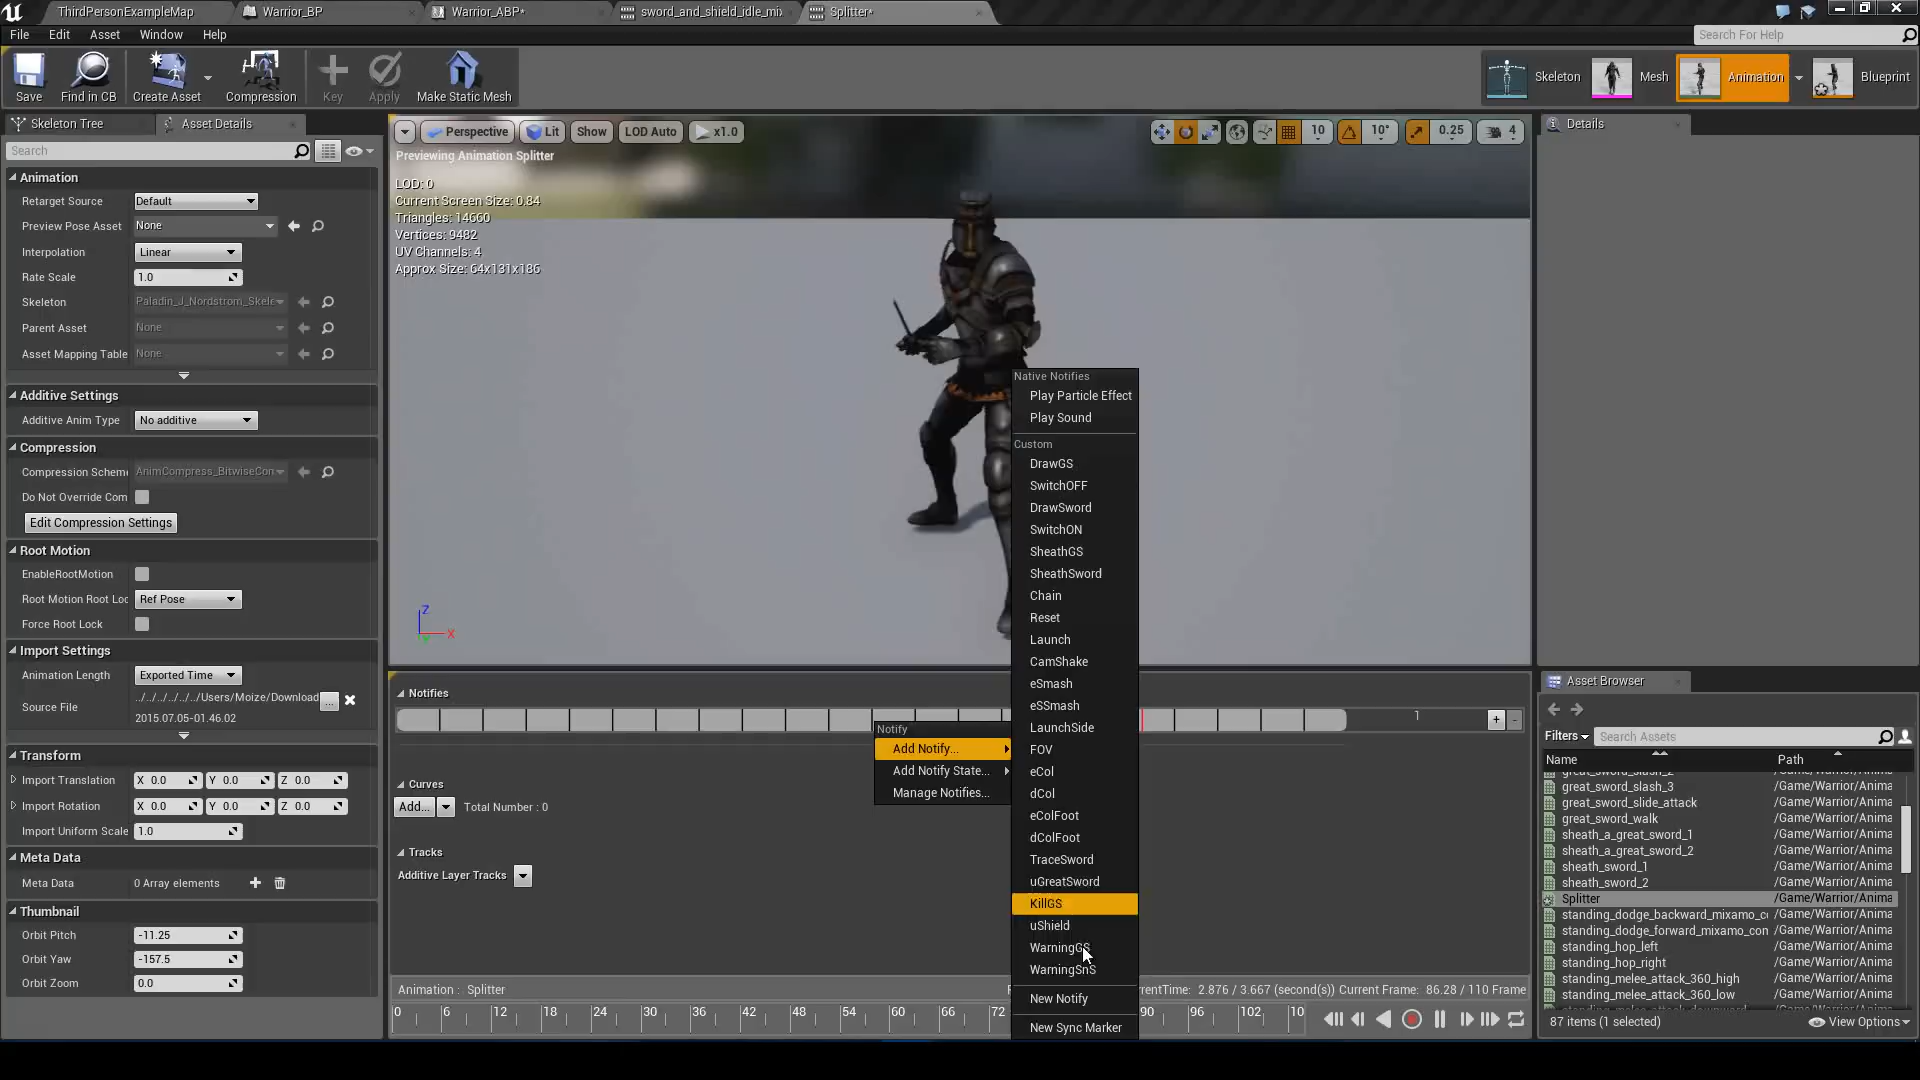 ThirdPersonExampleMap
Warrior_BP
Warrior_ABP*
sword_and_shield_idle_mi
Splitter*
File Edit Asset Window Help
Search For Help
Save
Find in CB
Create Asset
Compression
Key
Apply
Make Static Mesh
Skeleton
Mesh
Animation
Blueprint
Skeleton Tree
Asset Details
Search
Animation
Retarget Source Default
Preview Pose Asset None
Interpolation Linear
Rate Scale 1.0
Skeleton Paladin_J_Nordstrom_Skele
Parent Asset None
Asset Mapping Table None
Additive Settings
Additive Anim Type No additive
Compression
Compression Schem AnimCompress_BitwiseCon
Do Not Override Com
Edit Compression Settings
Root Motion
EnableRootMotion
Root Motion Root Loc Ref Pose
Force Root Lock
Import Settings
Animation Length Exported Time
Source File ../../../../../../Users/Moize/Download ...
2015.07.05-01.46.02
Transform
Import Translation X 0.0 Y 0.0 Z 0.0
Import Rotation X 0.0 Y 0.0 Z 0.0
Import Uniform Scale 1.0
Meta Data
Meta Data 0 Array elements
Thumbnail
Orbit Pitch -11.25
Orbit Yaw -157.5
Orbit Zoom 0.0
Perspective Lit Show LOD Auto x1.0
10 10° 0.25 4
Previewing Animation Splitter
LOD: 0
Current Screen Size: 0.84
Triangles: 14660
Vertices: 9482
UV Channels: 4
Approx Size: 64x131x186
Z
X
Y
Notifies
1
+
-
Curves
Add... Total Number : 0
Tracks
Additive Layer Tracks
Notify
Add Notify...
Add Notify State...
Manage Notifies...
Native Notifies
Play Particle Effect
Play Sound
Custom
DrawGS
SwitchOFF
DrawSword
SwitchON
SheathGS
SheathSword
Chain
Reset
Launch
CamShake
eSmash
eSSmash
LaunchSide
FOV
eCol
dCol
eColFoot
dColFoot
TraceSword
uGreatSword
KillGS
uShield
WarningGS
WarningSnS
New Notify
New Sync Marker
Animation : Splitter
rrentTime: 2.876 / 3.667 (second(s)) Current Frame: 86.28 / 110 Frame
0 6 12 18 24 30 36 42 48 54 60 66 72 90 96 102 10
Details
Asset Browser
Filters
Search Assets
Name Path
great_sword_slash_2
great_sword_slash_3 /Game/Warrior/Anima
great_sword_slide_attack /Game/Warrior/Anima
great_sword_walk /Game/Warrior/Anima
sheath_a_great_sword_1 /Game/Warrior/Anima
sheath_a_great_sword_2 /Game/Warrior/Anima
sheath_sword_1 /Game/Warrior/Anima
sheath_sword_2 /Game/Warrior/Anima
Splitter /Game/Warrior/Anima
standing_dodge_backward_mixamo_co /Game/Warrior/Anima
standing_dodge_forward_mixamo_com /Game/Warrior/Anima
standing_hop_left /Game/Warrior/Anima
standing_hop_right /Game/Warrior/Anima
standing_melee_attack_360_high /Game/Warrior/Anima
standing_melee_attack_360_low /Game/Warrior/Anima
87 items (1 selected)
View Options